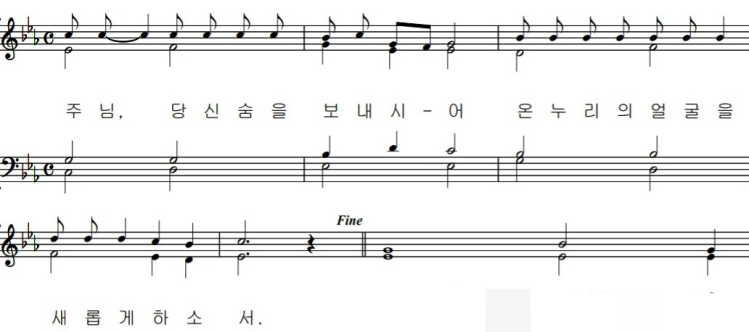 주 님, 당 신 숨 을 보 내 시 - 어 온 누 리 의 얼 굴 을
Fine
새 롭 게 하 소 서.